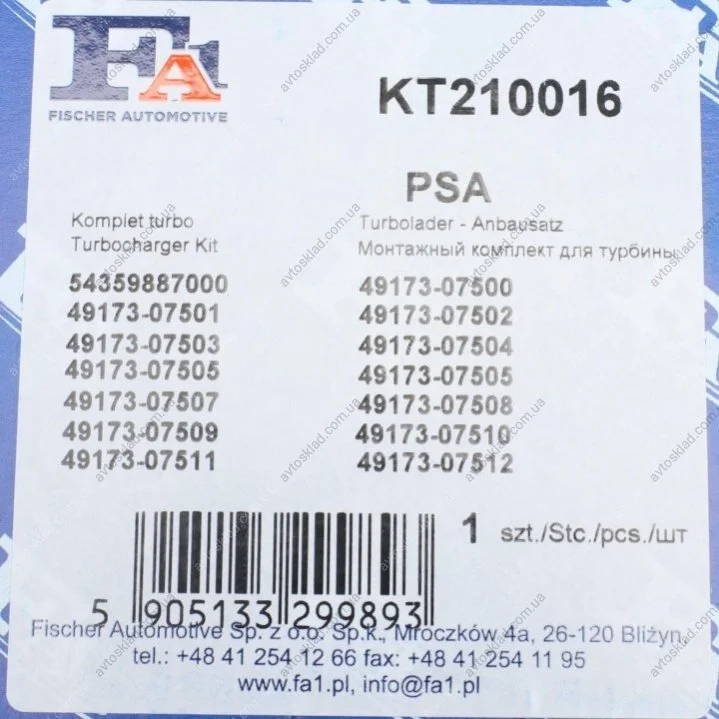 FA1
FISCHER AUTOMOTIVE
KT210016
PSA
Komplet turbo
Turbocharger Kit
Turbolader - Anbausatz
Монтажный комплект для турбины
54359887000
49173-07500
49173-07501
49173-07502
49173-07503
49173-07504
49173-07505
49173-07505
49173-07507
49173-07508
49173-07509
49173-07510
49173-07511
49173-07512
1 szt./Stc./pcs./шт
5 905133 299893
Fischer Automotive Sp. z o.o. Sp.k., Mroczków 4a, 26-120 Bliżyn,
tel.: +48 41 254 12 66 fax: +48 41 254 11 95
www.fa1.pl, info@fa1.pl
avtosklad.com.ua